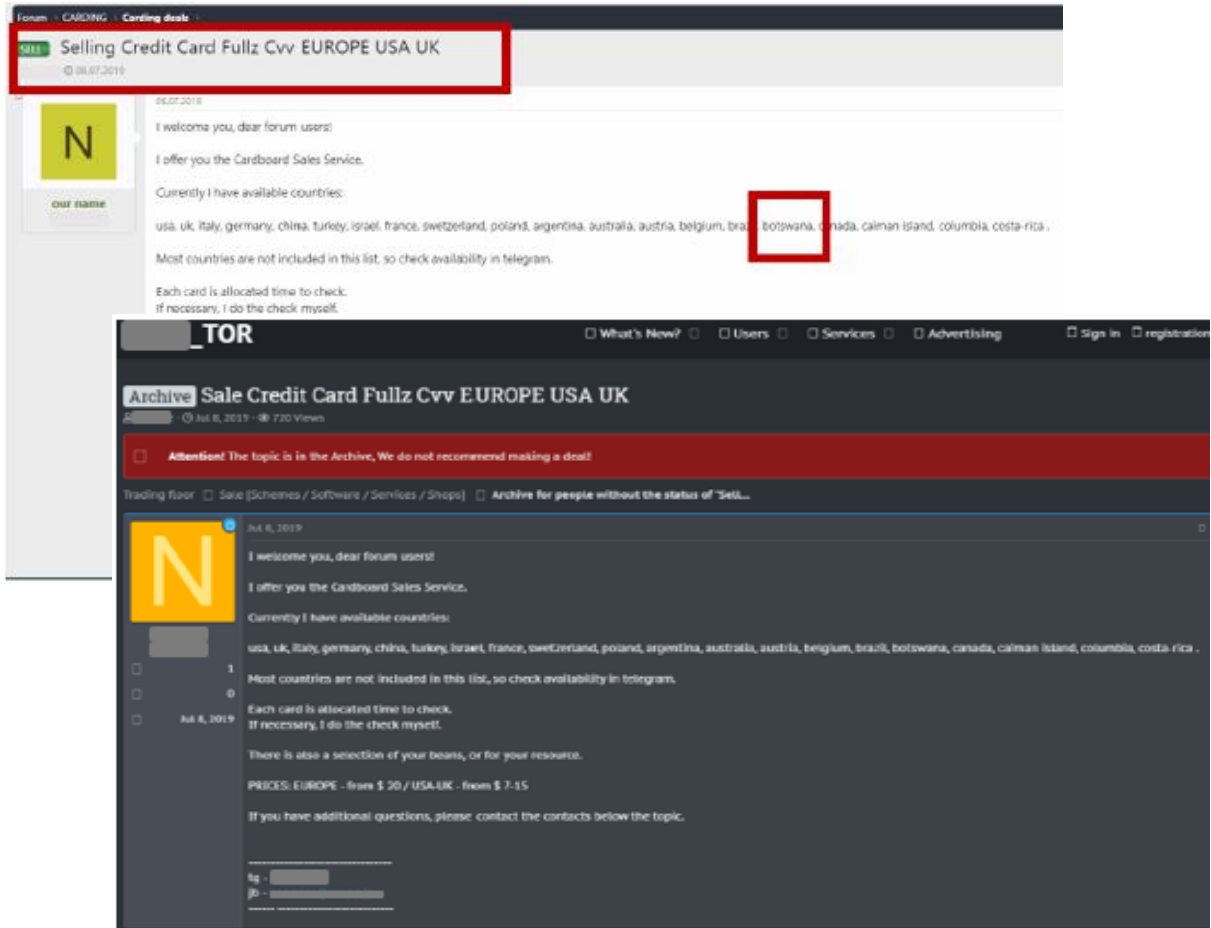 Forum CARDING Carding deals
SELL Selling Credit Card Fullz Cvv EUROPE USA UK
08.07.2019
08.07.2019
N
our name
I welcome you, dear forum users!
I offer you the Cardboard Sales Service.
Currently I have available countries:
usa, uk, italy, germany, china, turkey, israel, france, swetzerland, poland, argentina, australia, austria, belgium, brazil, botswana, canada, caiman island, columbia, costa-rica .
Most countries are not included in this list, so check availability in telegram.
Each card is allocated time to check.
If necessary, I do the check myself.
_TOR
What's New? Users Services Advertising Sign in registration
Archive Sale Credit Card Fullz Cvv EUROPE USA UK
Jul 8, 2019 · 720 Views
Attention! The topic is in the Archive, We do not recommend making a deal!
Trading floor Sale [Schemes / Software / Services / Shops] Archive for people without the status of "Sell...
N
1
0
Jul 8, 2019
Jul 8, 2019
I welcome you, dear forum users!
I offer you the Cardboard Sales Service.
Currently I have available countries:
usa, uk, italy, germany, china, turkey, israel, france, swetzerland, poland, argentina, australia, austria, belgium, brazil, botswana, canada, caiman island, columbia, costa-rica .
Most countries are not included in this list, so check availability in telegram.
Each card is allocated time to check.
If necessary, I do the check myself.
There is also a selection of your beans, or for your resource.
PRICES: EUROPE - from $ 20 / USA-UK - from $ 7-15
If you have additional questions, please contact the contacts below the topic.
------------------------------
tg -
jb -
------ -------------------------